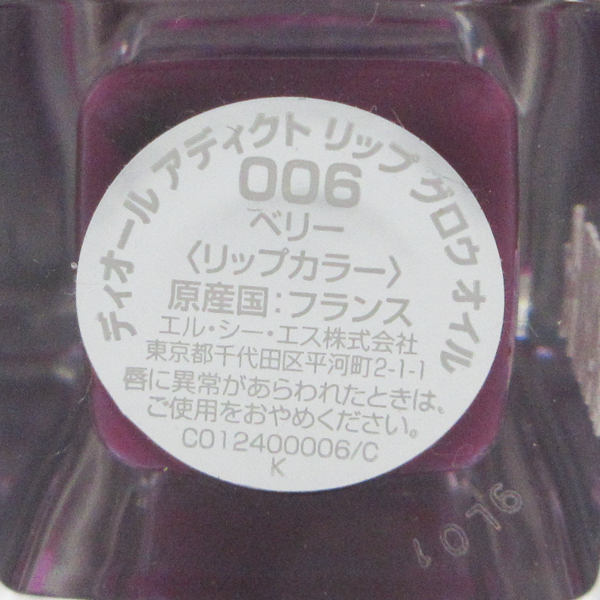 ディオール アディクト リップ グロウ オイル
006
ベリー
〈リップカラー〉
原産国:フランス
エル・シー・エス株式会社
東京都千代田区平河町2-1-1
唇に異常があらわれたときは、
ご使用をおやめください。
C012400006/C
K